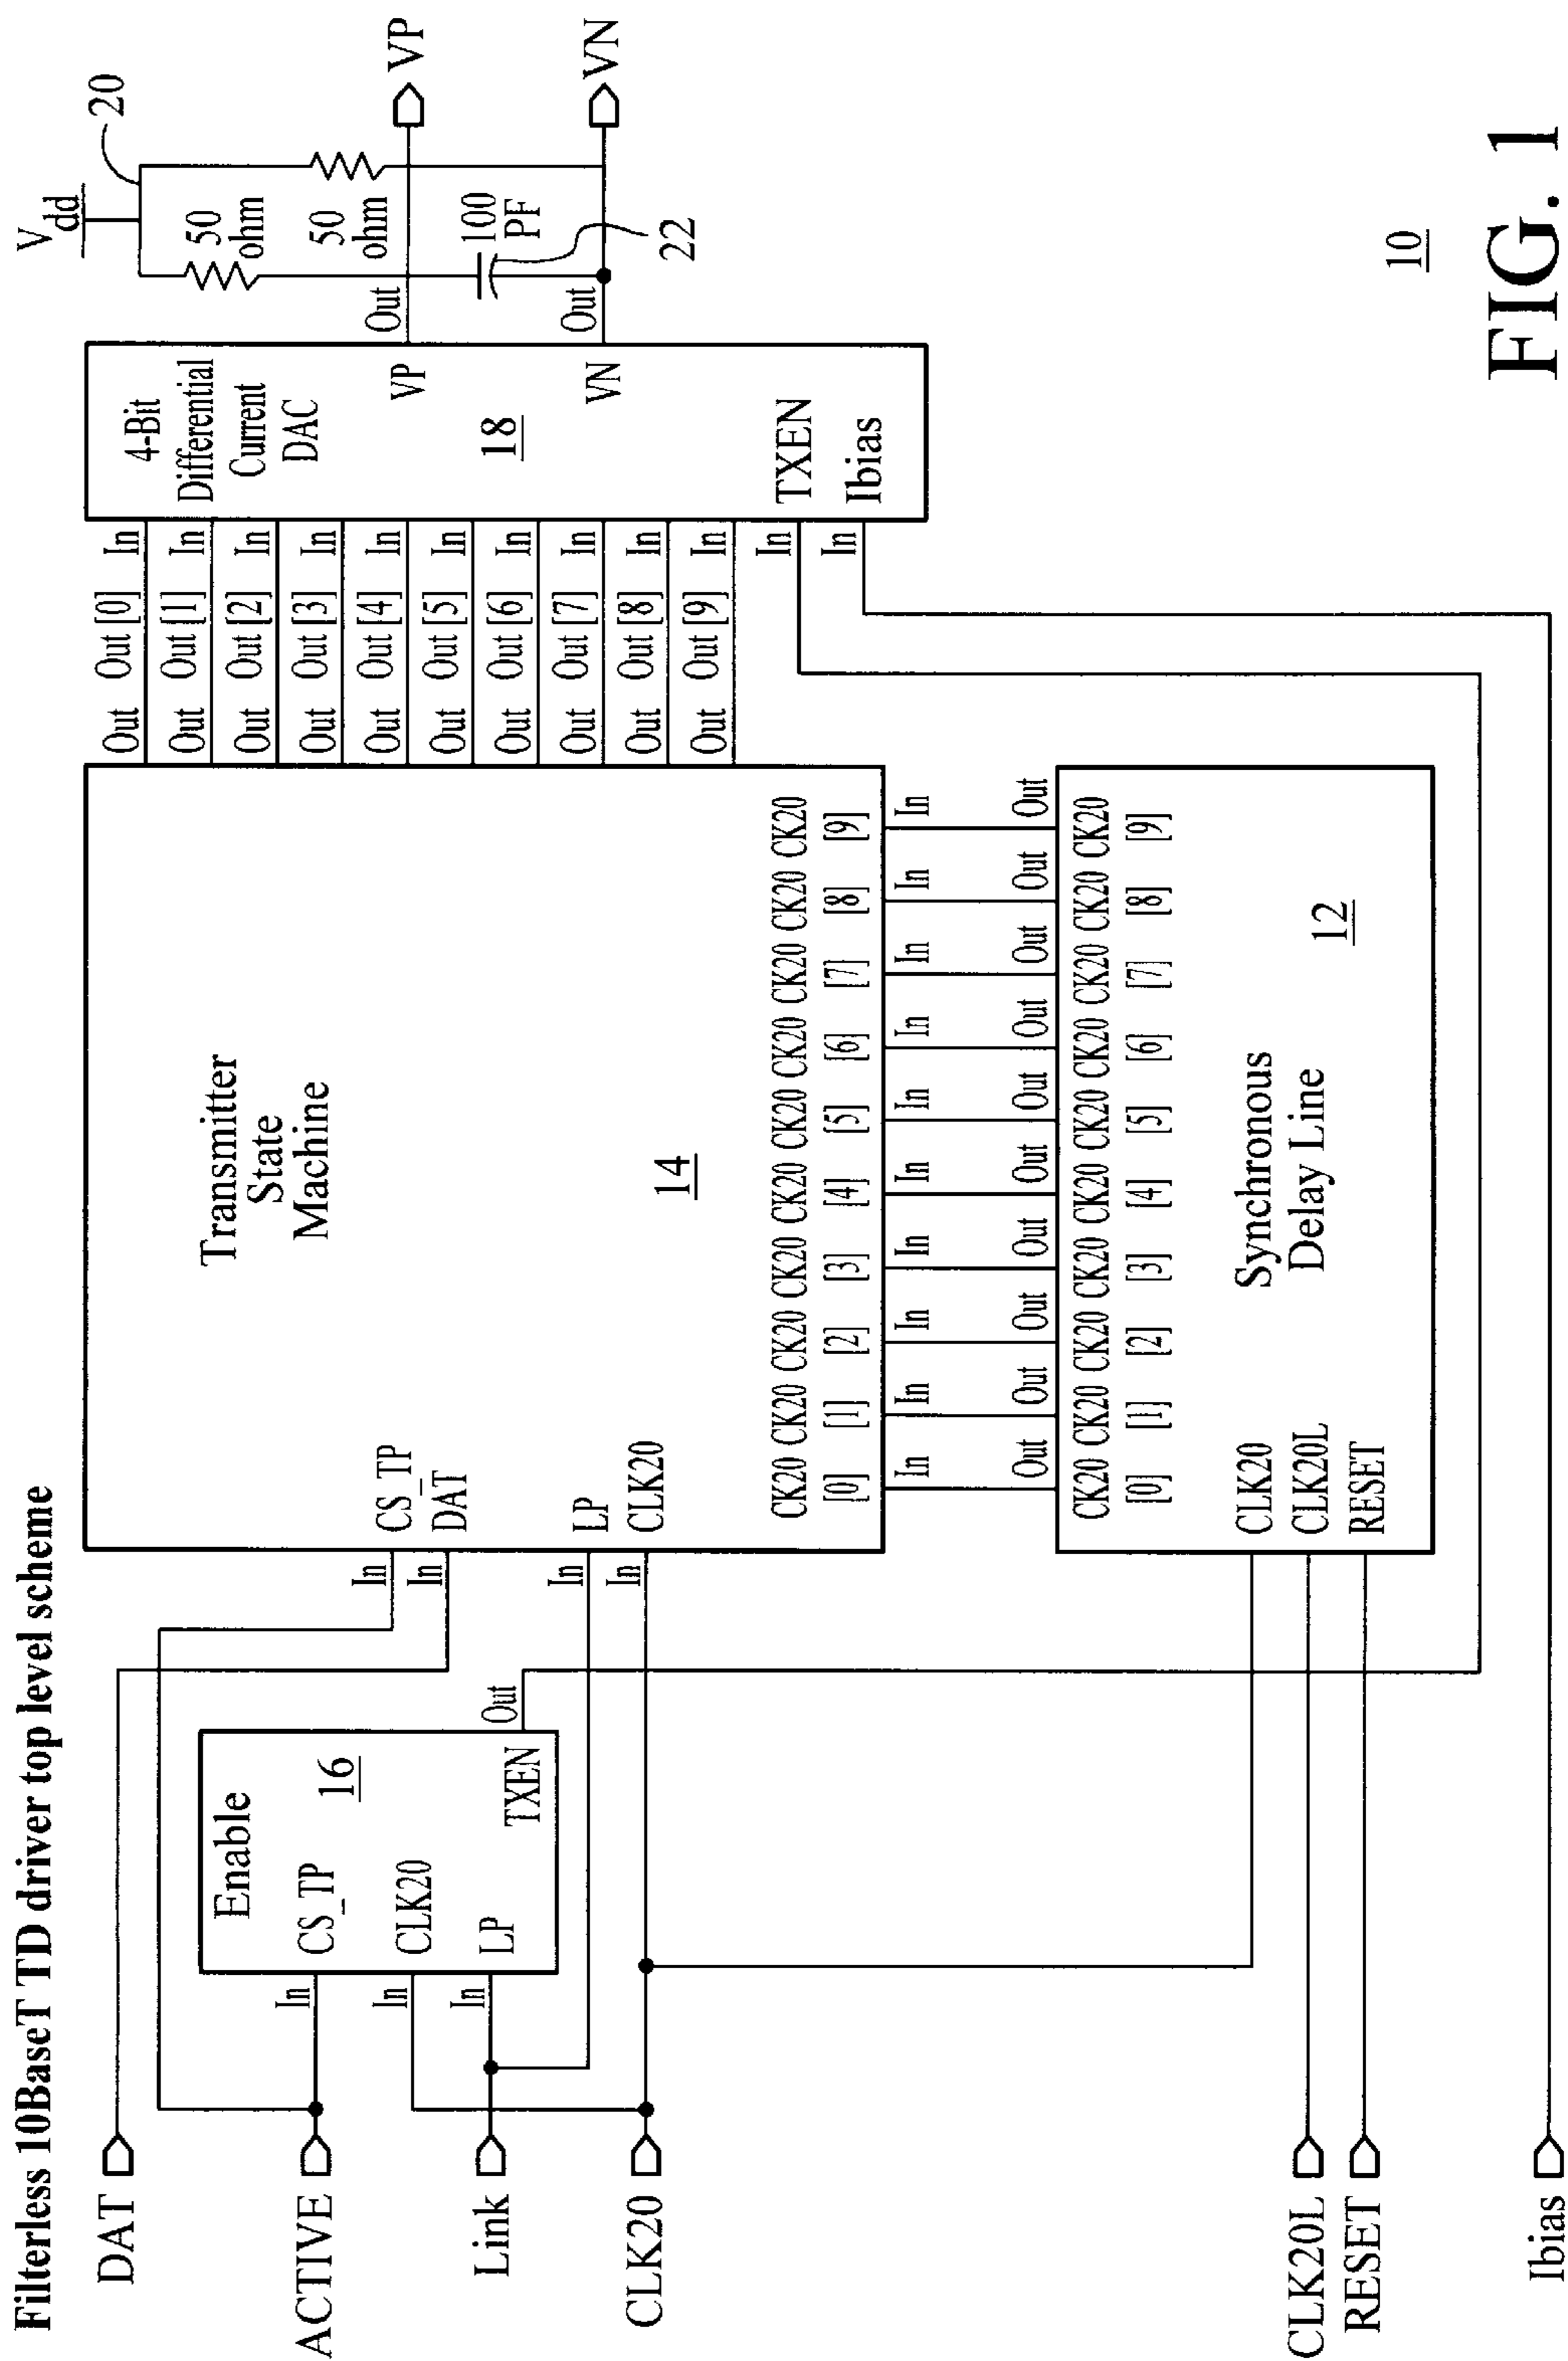 Filterless 10BaseT TD driver top level scheme
DAT
ACTIVE
Link
CLK20
CLK20L
RESET
Ibias
In
In
In
Enable
16
CS_TP
CLK20
LP
TXEN
Out
In
In
In
In
CS_TP
DAT
LP
CLK20
Transmitter
State
Machine
14
CK20 CK20 CK20 CK20 CK20 CK20 CK20 CK20 CK20 CK20
[0] [1] [2] [3] [4] [5] [6] [7] [8] [9]
In In In In In In In In In In
Out Out Out Out Out Out Out Out Out Out
CK20 CK20 CK20 CK20 CK20 CK20 CK20 CK20 CK20 CK20
[0] [1] [2] [3] [4] [5] [6] [7] [8] [9]
CLK20
CLK20L
RESET
Synchronous
Delay Line
12
Out Out [0] In
Out Out [1] In
Out Out [2] In
Out Out [3] In
Out Out [4] In
Out Out [5] In
Out Out [6] In
Out Out [7] In
Out Out [8] In
Out Out [9] In
In
In
4-Bit
Differential
Current
DAC
VP
18
VN
TXEN
Ibias
Out
Out
Vdd
20
50
ohm
50
ohm
100
PF
22
VP
VN
10
FIG. 1